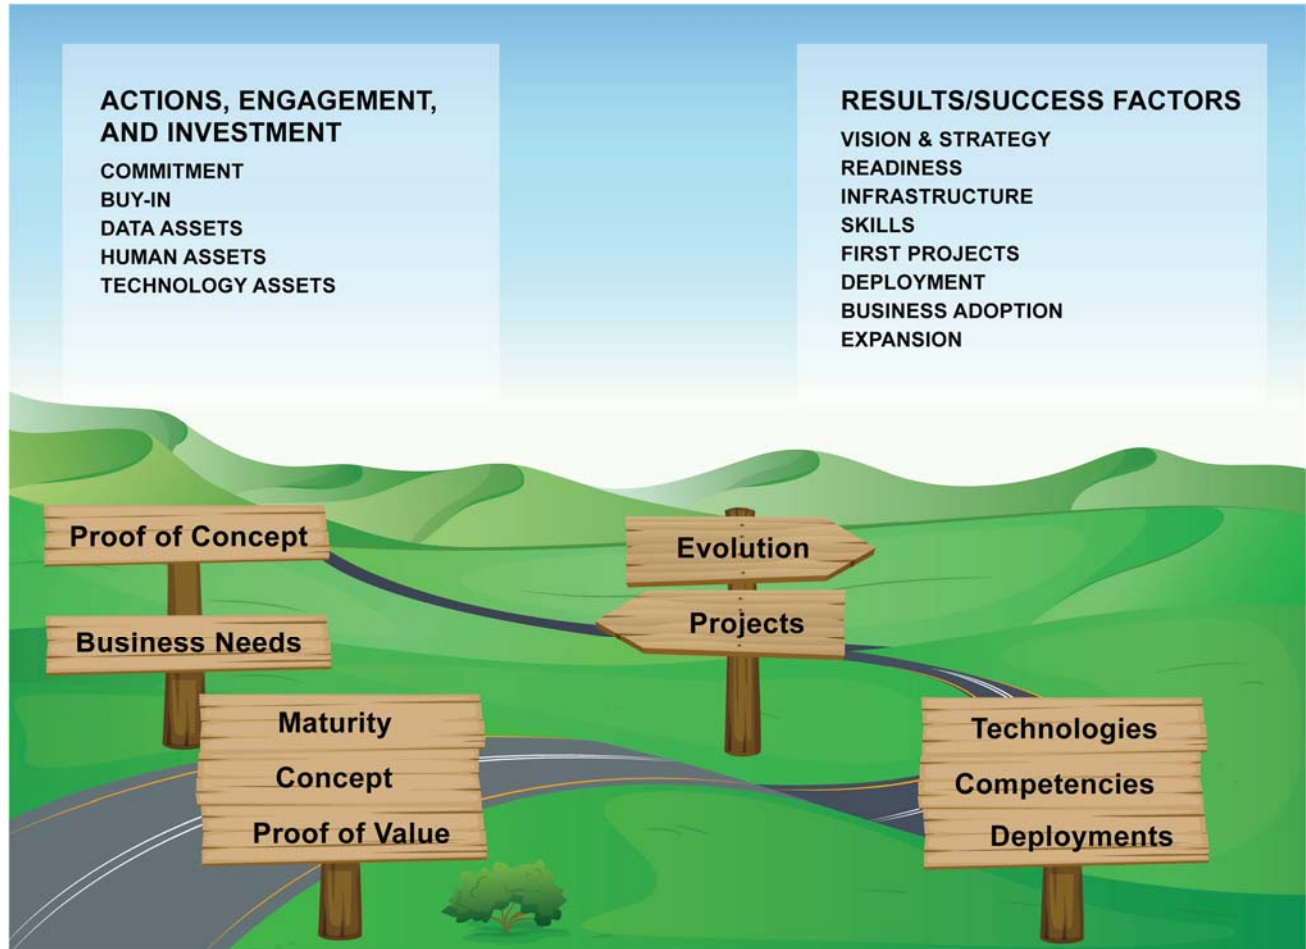 ACTIONS, ENGAGEMENT,
AND INVESTMENT
COMMITMENT
BUY-IN
DATA ASSETS
HUMAN ASSETS
TECHNOLOGY ASSETS
RESULTS/SUCCESS FACTORS
VISION & STRATEGY
READINESS
INFRASTRUCTURE
SKILLS
FIRST PROJECTS
DEPLOYMENT
BUSINESS ADOPTION
EXPANSION
Proof of Concept
Business Needs
Evolution
Projects
Maturity
Concept
Proof of Value
Technologies
Competencies
Deployments